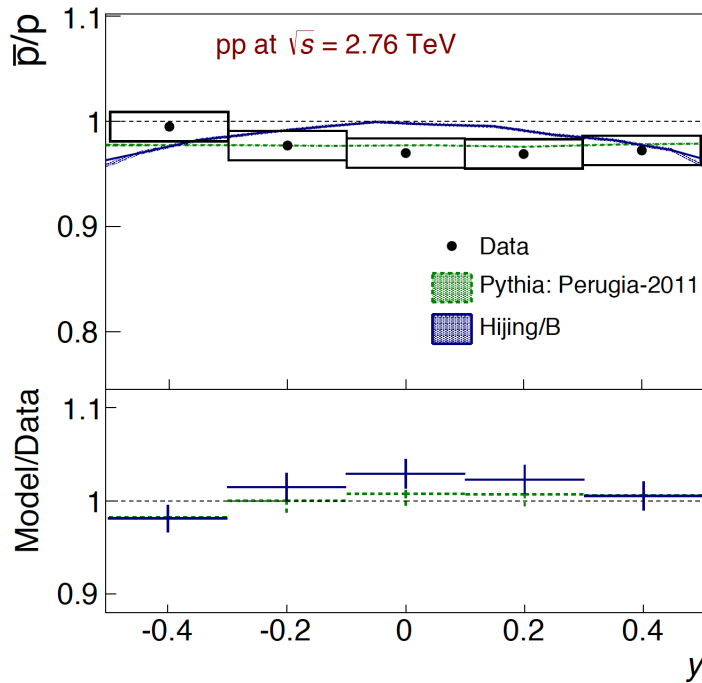 p̅/p
1.1
pp at √s = 2.76 TeV
1
0.9
Data
Pythia: Perugia-2011
Hijing/B
0.8
Model/Data
1.1
1
0.9
-0.4 -0.2 0 0.2 0.4
y